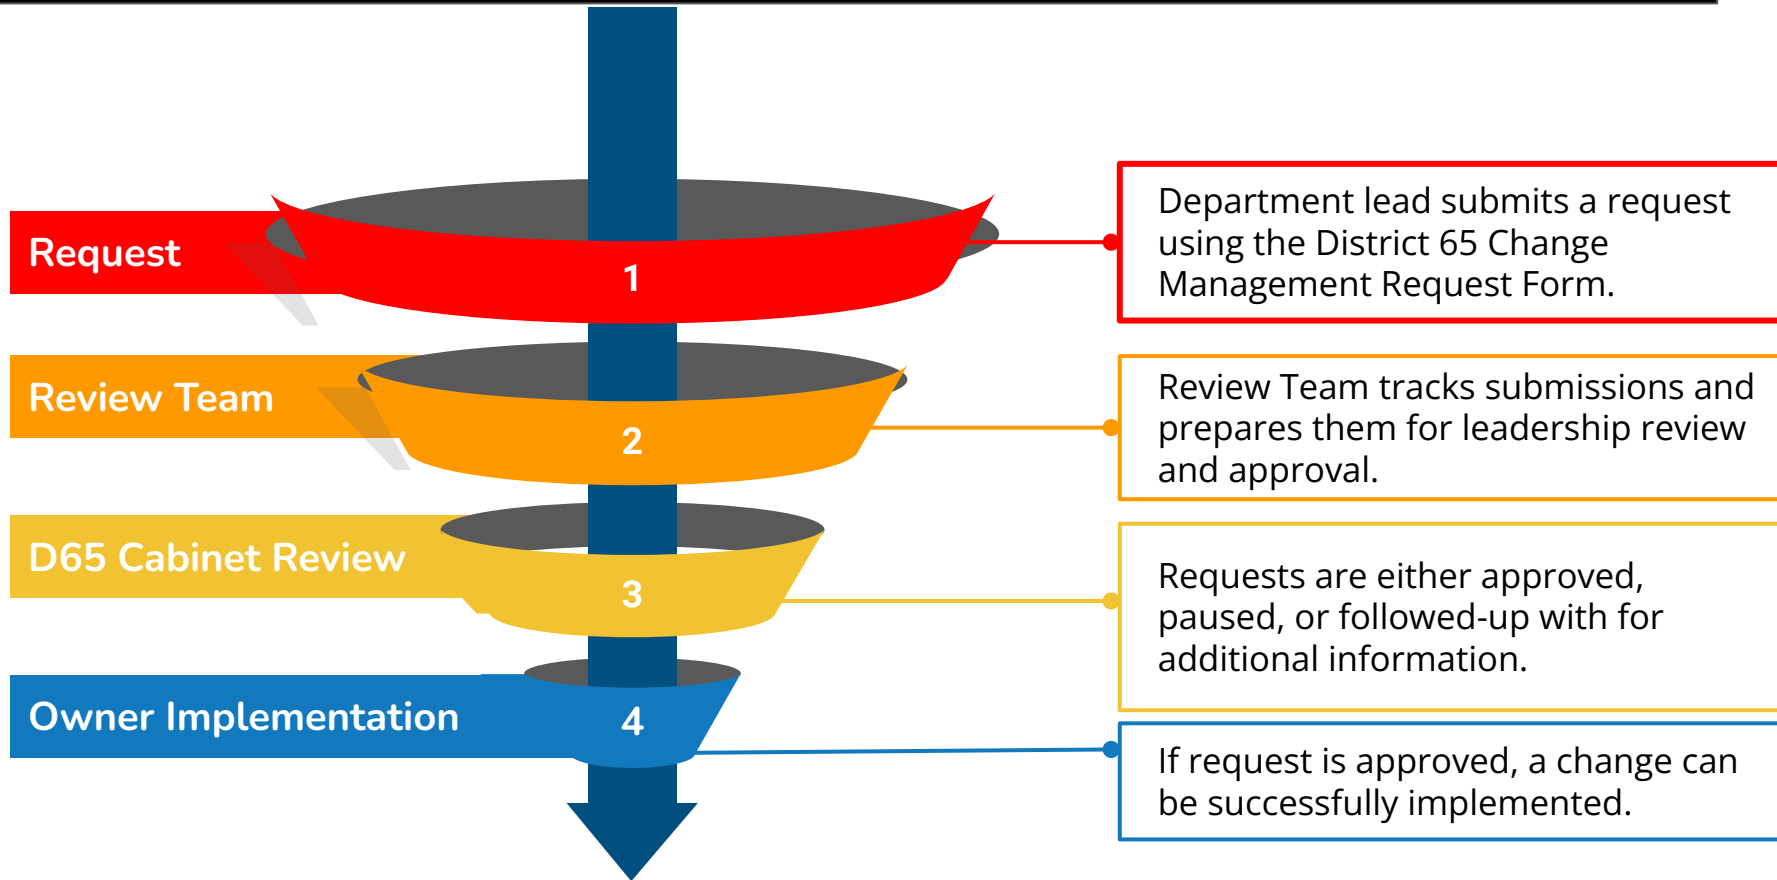 Request
1
Department lead submits a request
using the District 65 Change
Management Request Form.
Review Team
2
Review Team tracks submissions and
prepares them for leadership review
and approval.
D65 Cabinet Review
3
Requests are either approved,
paused, or followed-up with for
additional information.
Owner Implementation
4
If request is approved, a change can
be successfully implemented.